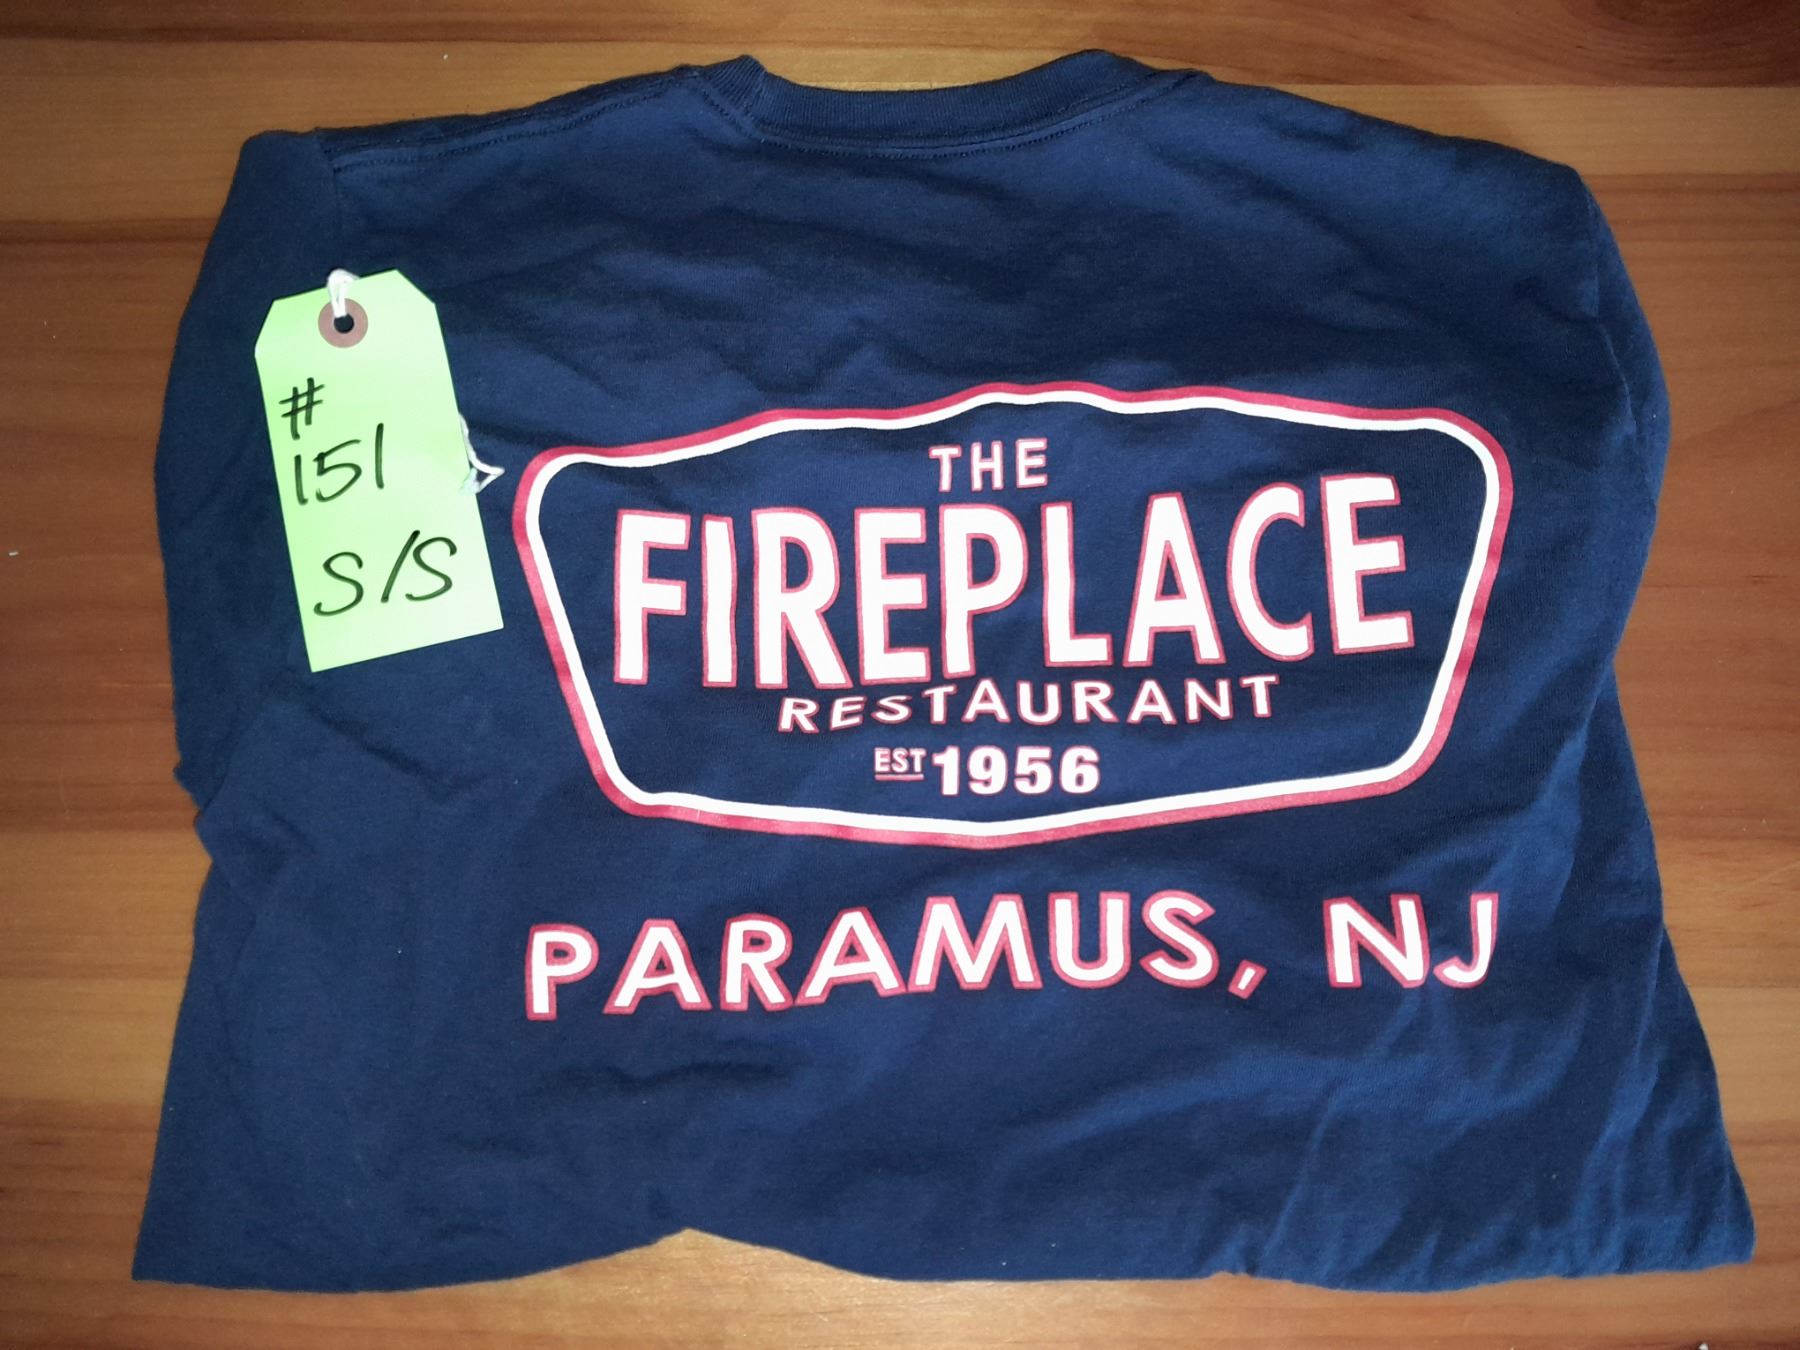 #
151
S/S
THE
FIREPLACE
RESTAURANT
EST 1956
PARAMUS, NJ